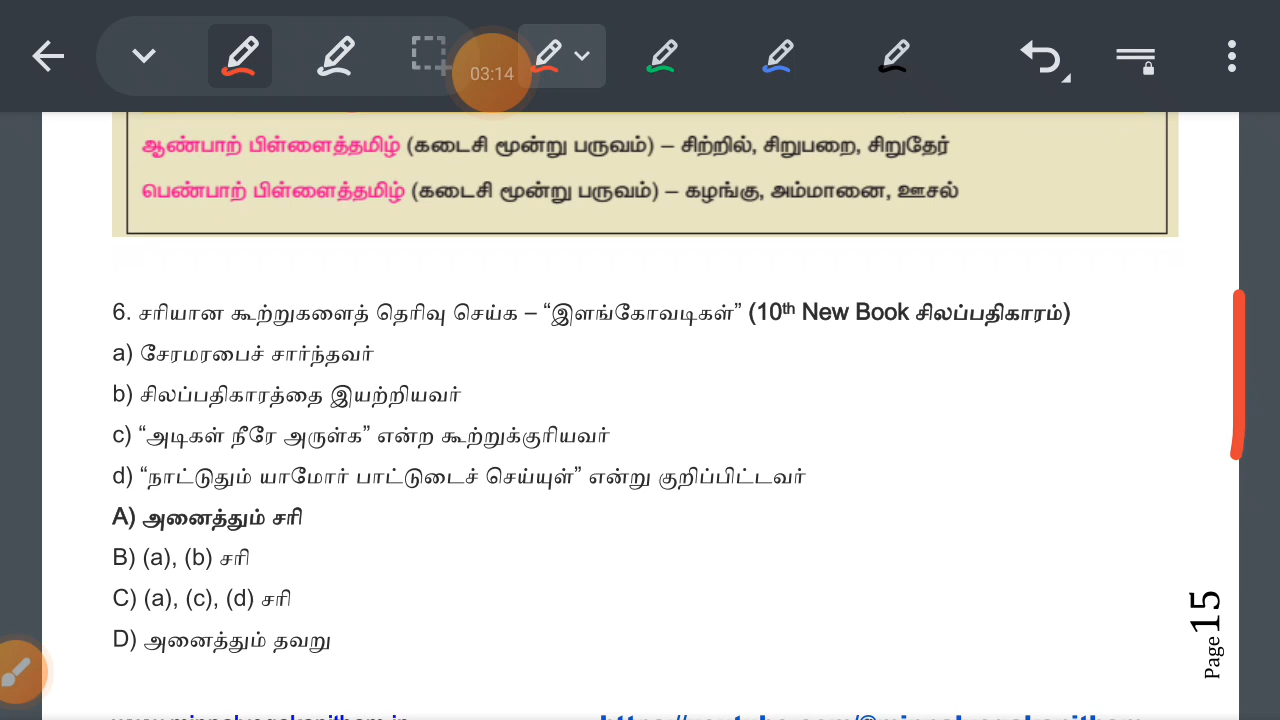 03:14
ஆண்பாற் பிள்ளைத்தமிழ் (கடைசி மூன்று பருவம்) – சிற்றில், சிறுபறை, சிறுதேர்
பெண்பாற் பிள்ளைத்தமிழ் (கடைசி மூன்று பருவம்) – கழங்கு, அம்மானை, ஊசல்
6. சரியான கூற்றுகளைத் தெரிவு செய்க – “இளங்கோவடிகள்” (10th New Book சிலப்பதிகாரம்)
a) சேரமரபைச் சார்ந்தவர்
b) சிலப்பதிகாரத்தை இயற்றியவர்
c) “அடிகள் நீரே அருள்க” என்ற கூற்றுக்குரியவர்
d) “நாட்டுதும் யாமோர் பாட்டுடைச் செய்யுள்” என்று குறிப்பிட்டவர்
A) அனைத்தும் சரி
B) (a), (b) சரி
C) (a), (c), (d) சரி
D) அனைத்தும் தவறு
Page 15